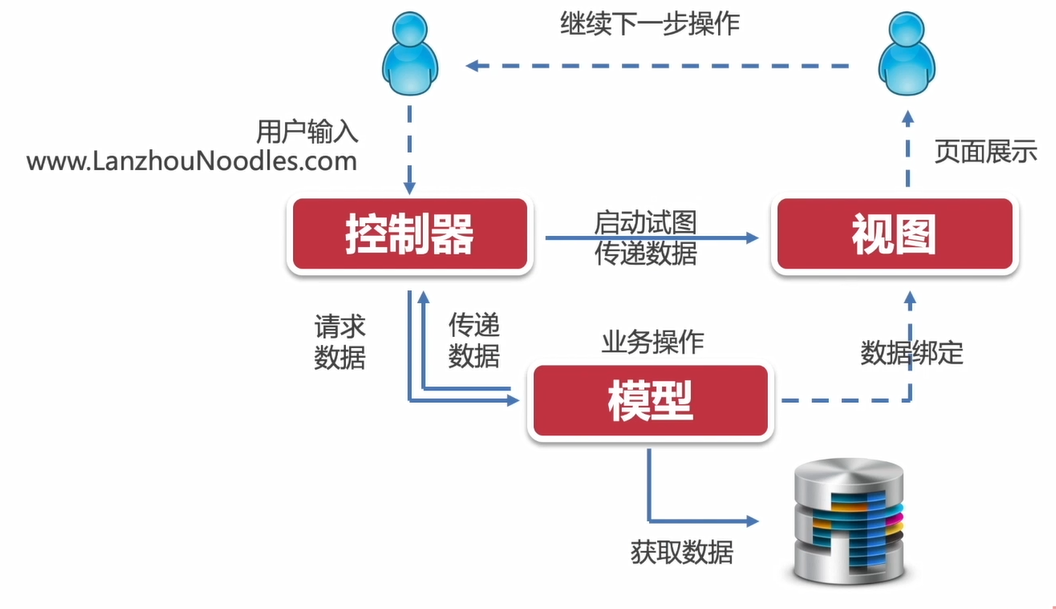 继续下一步操作
用户输入
www.LanzhouNoodles.com
页面展示
控制器
启动试图
传递数据
视图
请求
数据
传递
数据
业务操作
数据绑定
模型
获取数据